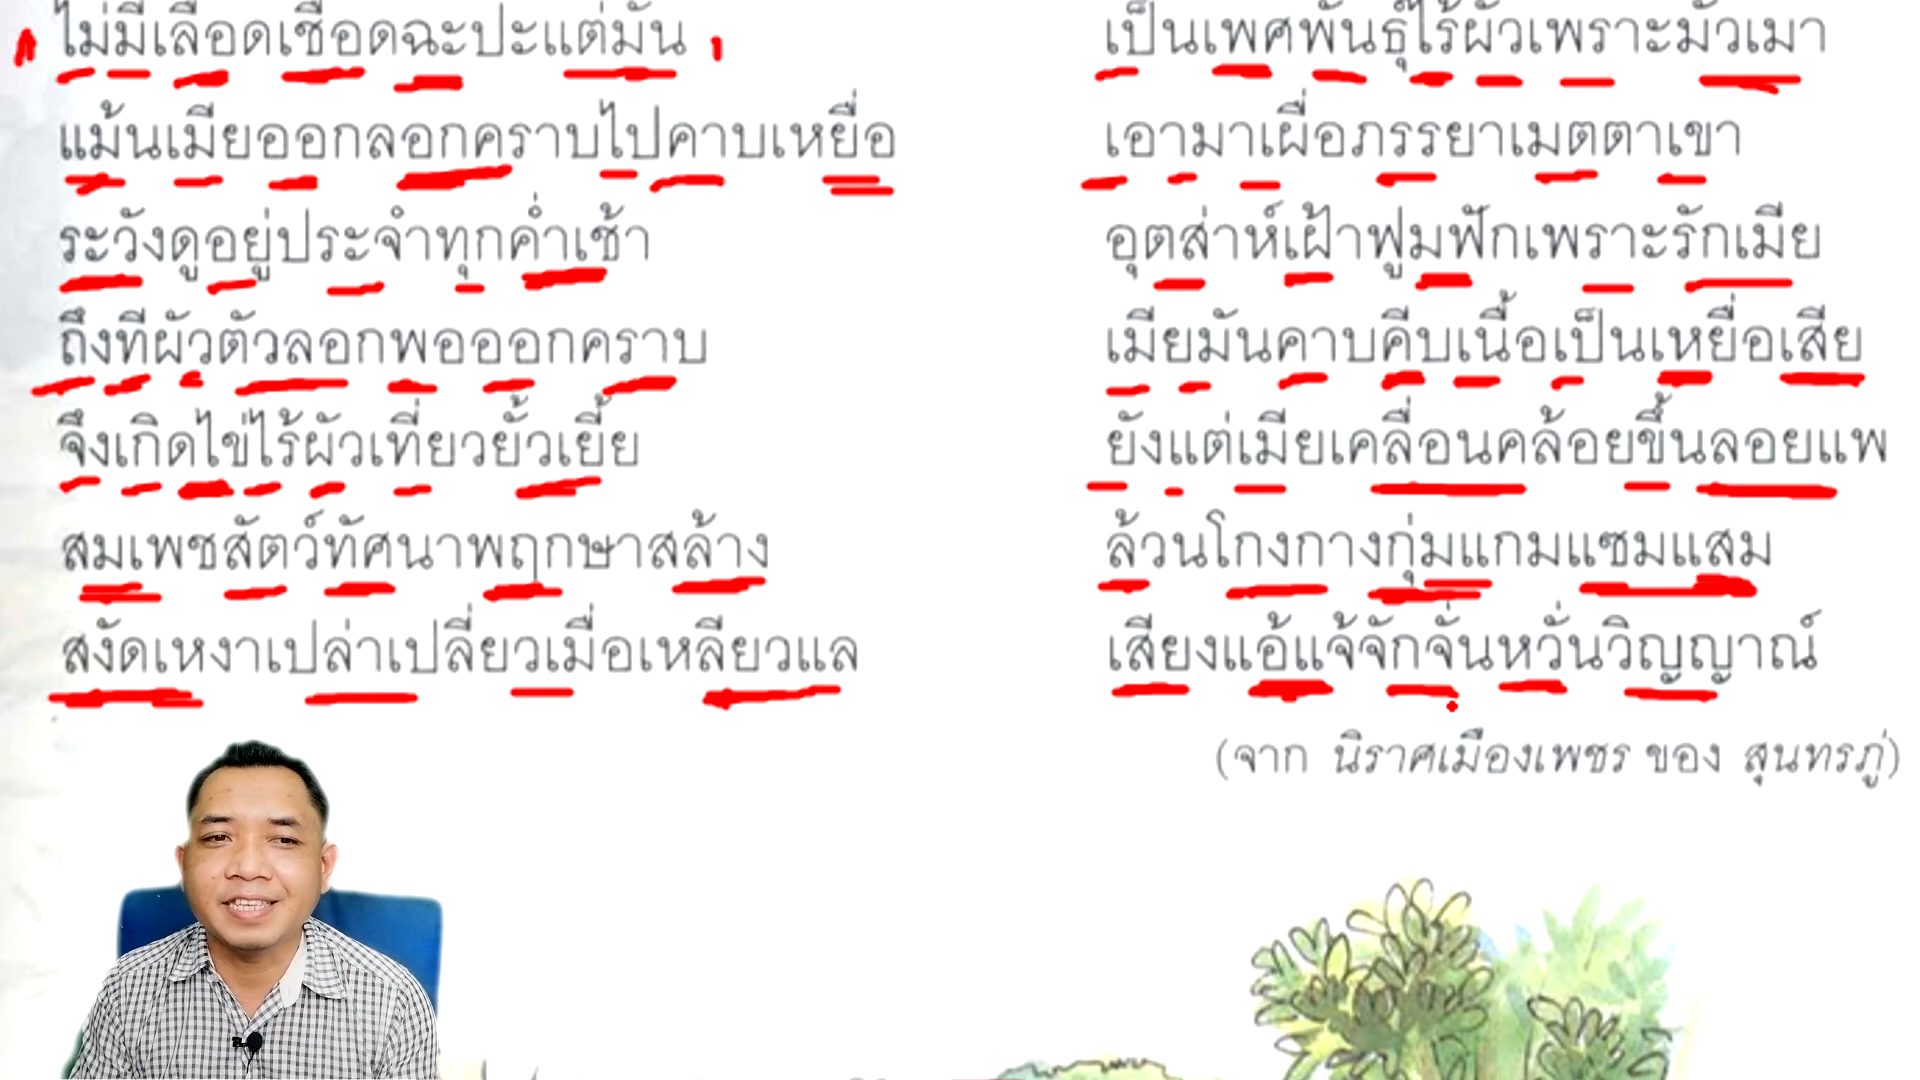 ไม่มีเลือดเชือดฉะปะแต่มัน เป็นเพศพันธุ์ไร้ผัวเพราะมัวเมา
แม้นเมียออกลอกคราบไปคาบเหยื่อ เอามาเผื่อภรรยาเมตตาเขา
ระวังดูอยู่ประจำทุกค่ำเช้า อุตส่าห์เฝ้าฟูมฟักเพราะรักเมีย
ถึงทีผัวตัวลอกพอออกคราบ เมียมันคาบคีบเนื้อเป็นเหยื่อเสีย
จึงเกิดไข่ไร้ผัวเที่ยวยั้วเยี้ย ยังแต่เมียเคลื่อนคล้อยขึ้นลอยแพ
สมเพชสัตว์ทัศนาพฤกษาสล้าง ล้วนโกงกางกุ่มแกมแซมแสม
สงัดเหงาเปล่าเปลี่ยวเมื่อเหลียวแล เสียงแอ้แจ้จักจั่นหวั่นวิญญาณ์
(จาก นิราศเมืองเพชร ของ สุนทรภู่)